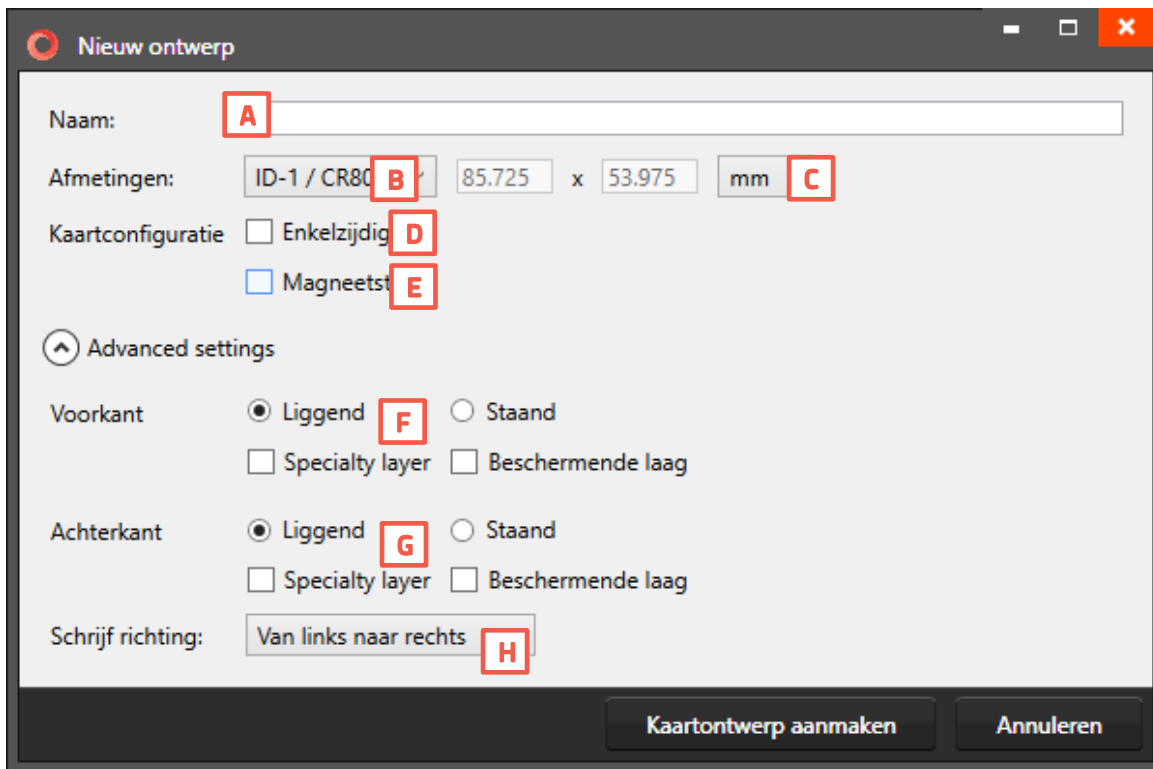 Nieuw ontwerp
Naam: A
Afmetingen: ID-1 / CR80 B 85.725 x 53.975 mm C
Kaartconfiguratie Enkelzijdig D
Magneetst E
Advanced settings
Voorkant Liggend F Staand
Specialty layer Beschermende laag
Achterkant Liggend G Staand
Specialty layer Beschermende laag
Schrijf richting: Van links naar rechts H
Kaartontwerp aanmaken Annuleren